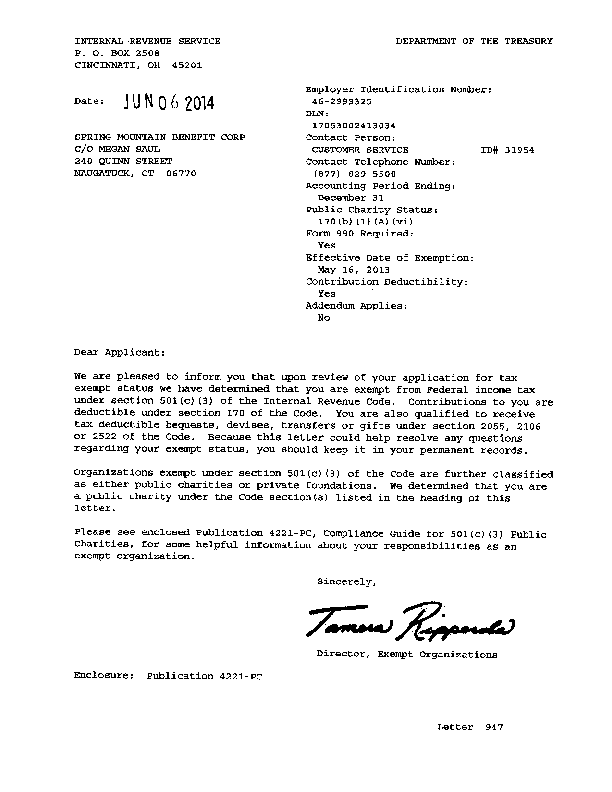 INTERNAL REVENUE SERVICE
P. O. BOX 2508
CINCINNATI, OH 45201
DEPARTMENT OF THE TREASURY
Date: JUN 06 2014
SPRING MOUNTAIN BENEFIT CORP
C/O MEGAN SAUL
240 QUINN STREET
NAUGATUCK, CT 06770
Employer Identification Number:
46-2999325
DLN:
17053002413034
Contact Person:
CUSTOMER SERVICE ID# 31954
Contact Telephone Number:
(877) 829-5500
Accounting Period Ending:
December 31
Public Charity Status:
170(b)(1)(A)(vi)
Form 990 Required:
Yes
Effective Date of Exemption:
May 16, 2013
Contribution Deductibility:
Yes
Addendum Applies:
No
Dear Applicant:
We are pleased to inform you that upon review of your application for tax
exempt status we have determined that you are exempt from Federal income tax
under section 501(c)(3) of the Internal Revenue Code. Contributions to you are
deductible under section 170 of the Code. You are also qualified to receive
tax deductible bequests, devises, transfers or gifts under section 2055, 2106
or 2522 of the Code. Because this letter could help resolve any questions
regarding your exempt status, you should keep it in your permanent records.
Organizations exempt under section 501(c)(3) of the Code are further classified
as either public charities or private foundations. We determined that you are
a public charity under the Code section(s) listed in the heading of this
letter.
Please see enclosed Publication 4221-PC, Compliance Guide for 501(c)(3) Public
Charities, for some helpful information about your responsibilities as an
exempt organization.
Sincerely,
Tamera Ripperda
Director, Exempt Organizations
Enclosure: Publication 4221-PC
Letter 947